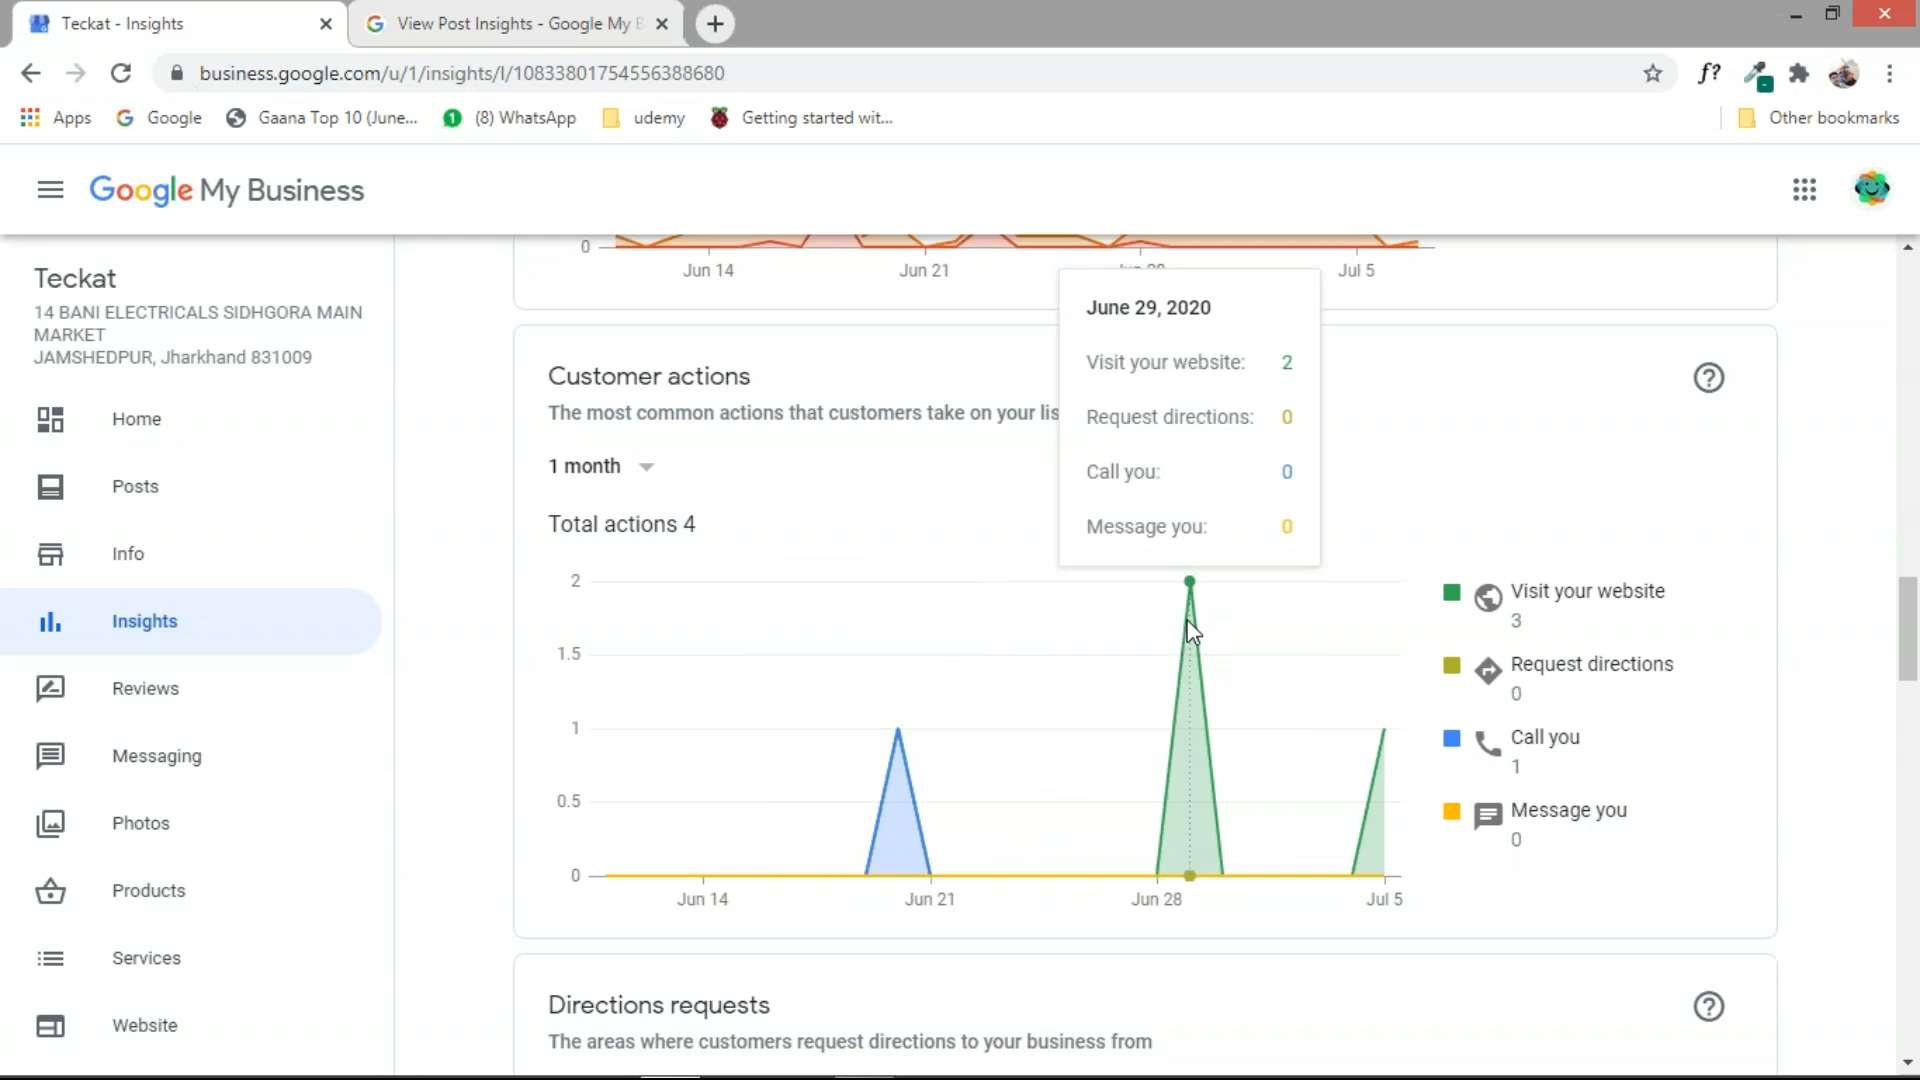 Teckat - Insights
View Post Insights - Google My B
business.google.com/u/1/insights/l/10833801754556388680
f?
Apps
Google
Gaana Top 10 (June...
1
(8) WhatsApp
udemy
Getting started wit...
Other bookmarks
Google My Business
Teckat
14 BANI ELECTRICALS SIDHGORA MAIN
MARKET
JAMSHEDPUR, Jharkhand 831009
Home
Posts
Info
Insights
Reviews
Messaging
Photos
Products
Services
Website
0
Jun 14
Jun 21
Jul 5
June 29, 2020
Visit your website: 2
Request directions: 0
Call you: 0
Message you: 0
Customer actions
The most common actions that customers take on your lis
1 month
Total actions 4
2
1.5
1
0.5
0
Jun 14
Jun 21
Jun 28
Jul 5
Visit your website
3
Request directions
0
Call you
1
Message you
0
Directions requests
The areas where customers request directions to your business from